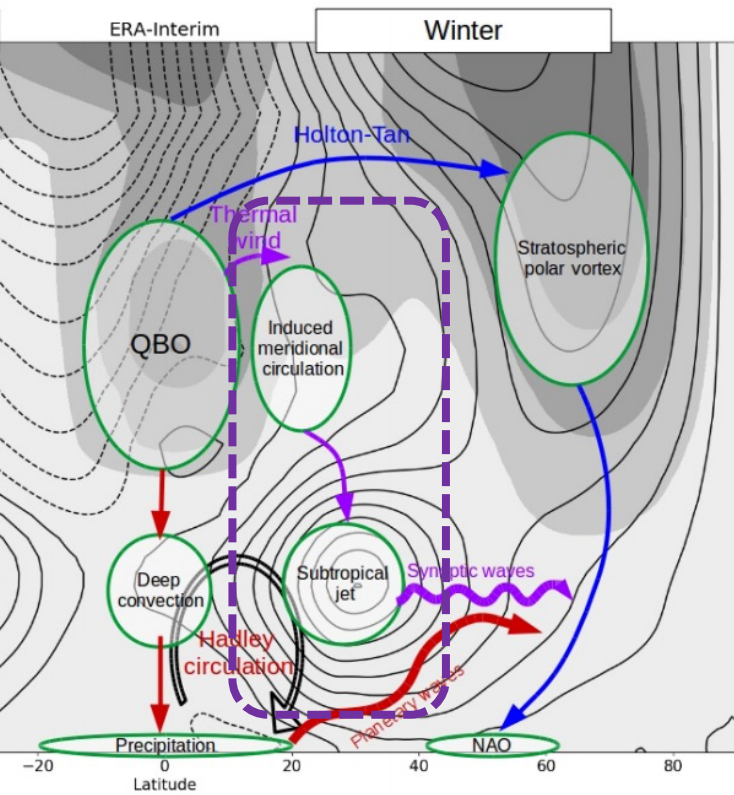 ERA-Interim
Winter
Holton-Tan
Thermal
wind
Stratospheric
polar vortex
QBO
Induced
meridional
circulation
Subtropical
jet
Synoptic waves
Deep
convection
Hadley
circulation
Planetary waves
Precipitation
NAO
−20
0
20
40
60
80
Latitude